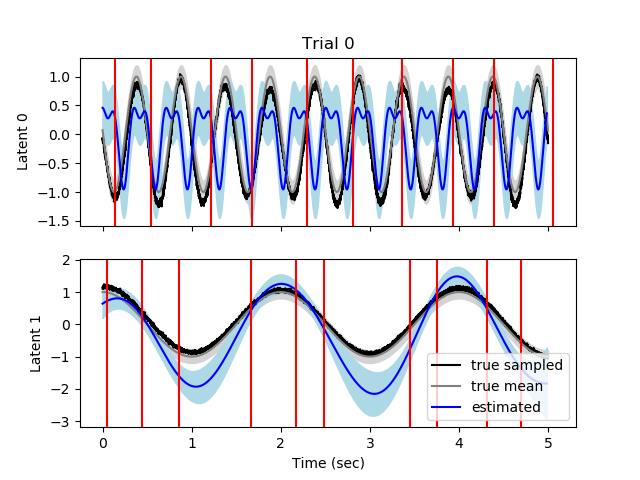 Trial 0
1.0
0.5
0.0
−0.5
−1.0
−1.5
Latent 0
2
1
0
−1
−2
−3
Latent 1
true sampled
true mean
estimated
0 1 2 3 4 5
Time (sec)